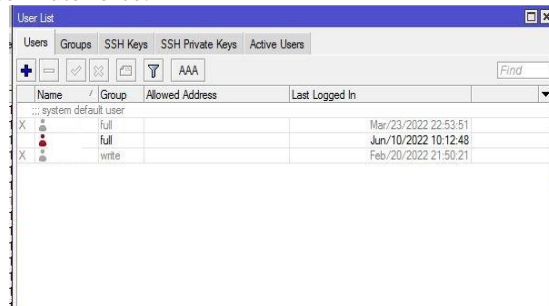 User List
Users Groups SSH Keys SSH Private Keys Active Users
AAA Find
Name / Group Allowed Address Last Logged In
;;; system default user
X full Mar/23/2022 22:53:51
full Jun/10/2022 10:12:48
X write Feb/20/2022 21:50:21